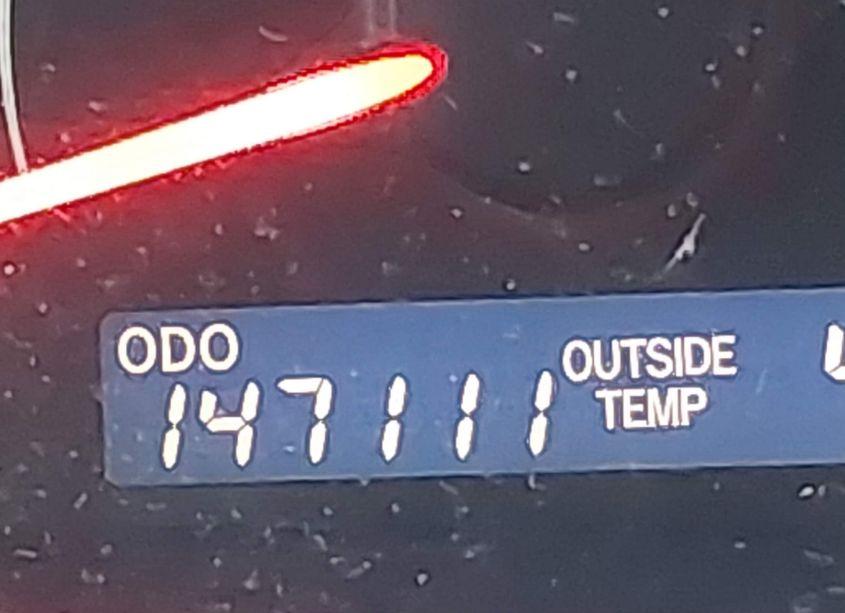 ODO
147111
OUTSIDE
TEMP